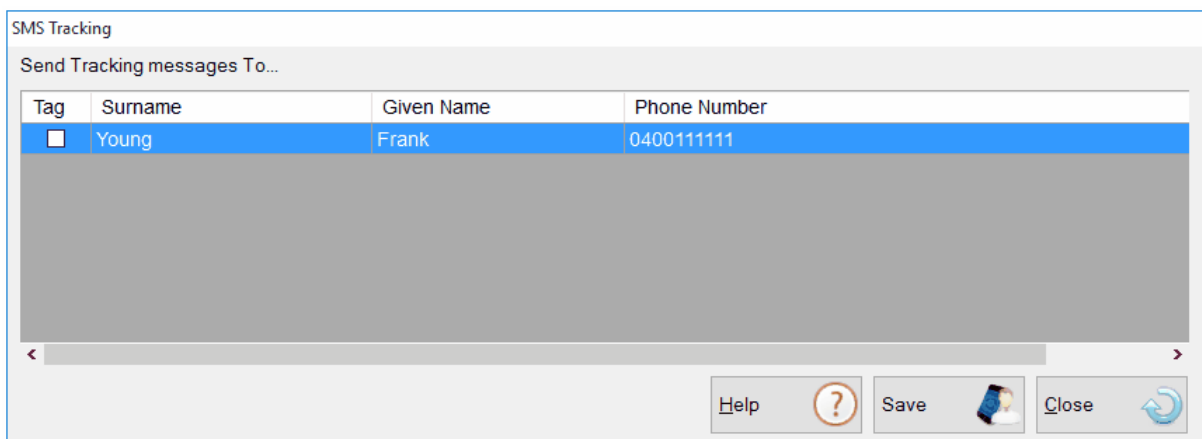 SMS Tracking
Send Tracking messages To...
Tag Surname Given Name Phone Number
Young Frank 0400111111
Help ? Save Close